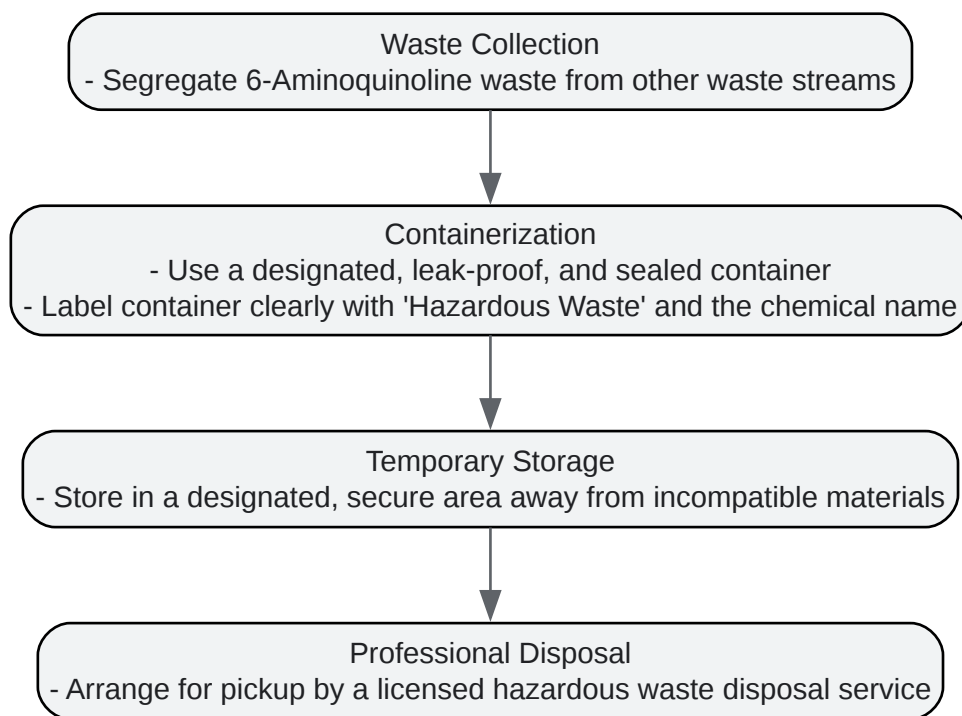 Waste Collection
- Segregate 6-Aminoquinoline waste from other waste streams
Containerization
- Use a designated, leak-proof, and sealed container
- Label container clearly with 'Hazardous Waste' and the chemical name
Temporary Storage
- Store in a designated, secure area away from incompatible materials
Professional Disposal
- Arrange for pickup by a licensed hazardous waste disposal service